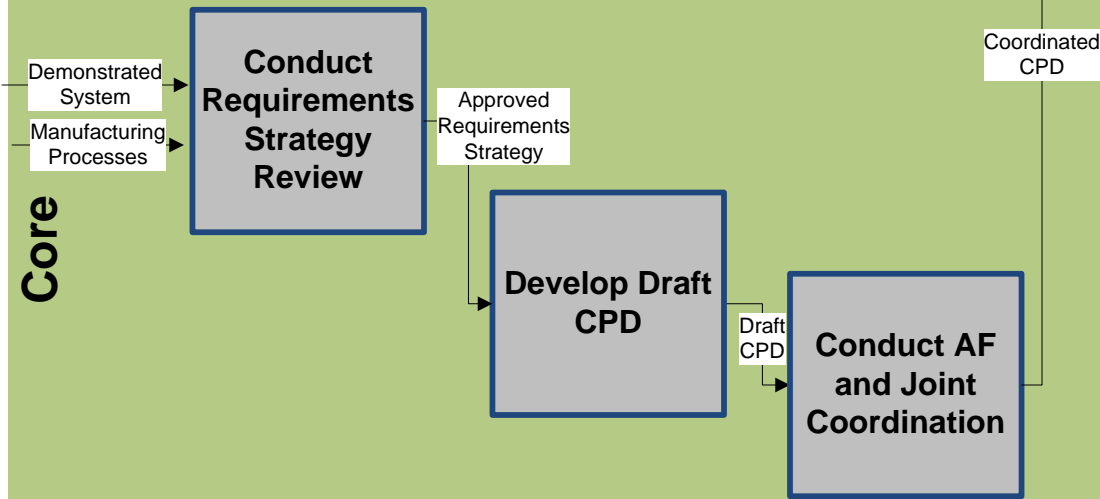 Demonstrated
System
Manufacturing
Processes
Core
Conduct
Requirements
Strategy
Review
Approved
Requirements
Strategy
Develop Draft
CPD
Draft
CPD
Conduct AF
and Joint
Coordination
Coordinated
CPD